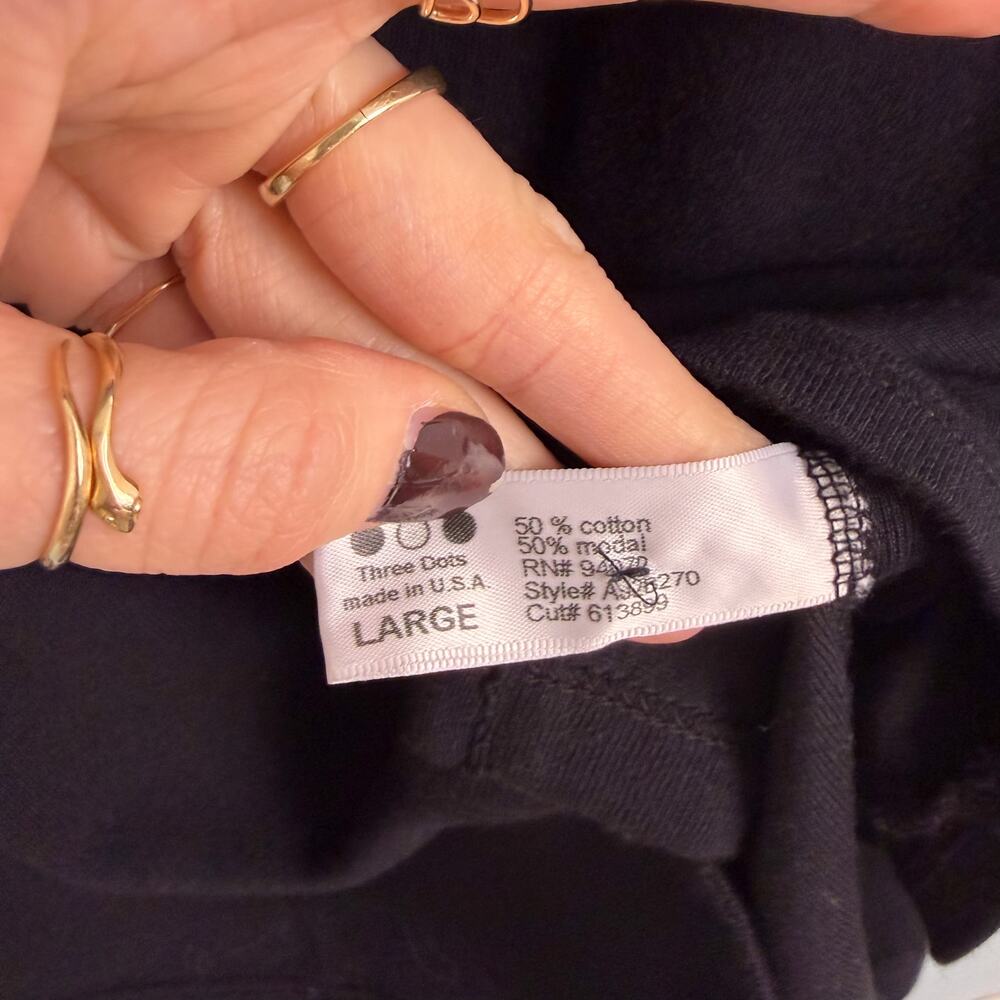 Three Dots
made in U.S.A.
LARGE
50 % cotton
50% modal
RN#
Style#
Cut# 613899